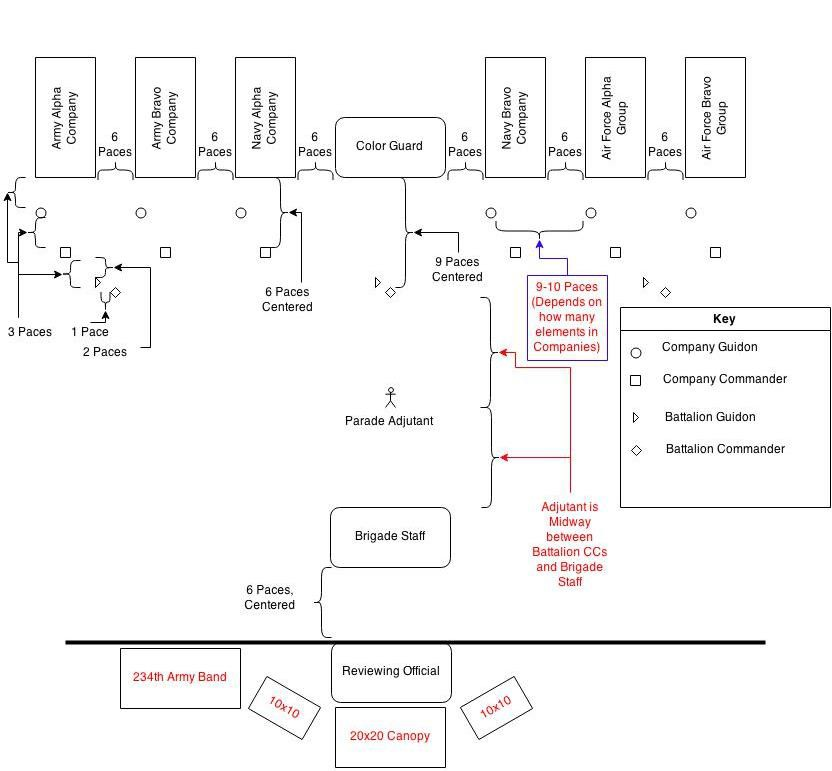 Army Alpha
Company
Army Bravo
Company
Navy Alpha
Company
Color Guard
Navy Bravo
Company
Air Force Alpha
Group
Air Force Bravo
Group
6
Paces
6
Paces
6
Paces
6
Paces
6
Paces
6
Paces
3 Paces
1 Pace
2 Paces
6 Paces
Centered
9 Paces
Centered
9-10 Paces
(Depends on
how many
elements in
Companies)
Key
Company Guidon
Company Commander
Battalion Guidon
Battalion Commander
Parade Adjutant
Adjutant is
Midway
between
Battalion CCs
and Brigade
Staff
Brigade Staff
6 Paces,
Centered
234th Army Band
10x10
Reviewing Official
10x10
20x20 Canopy